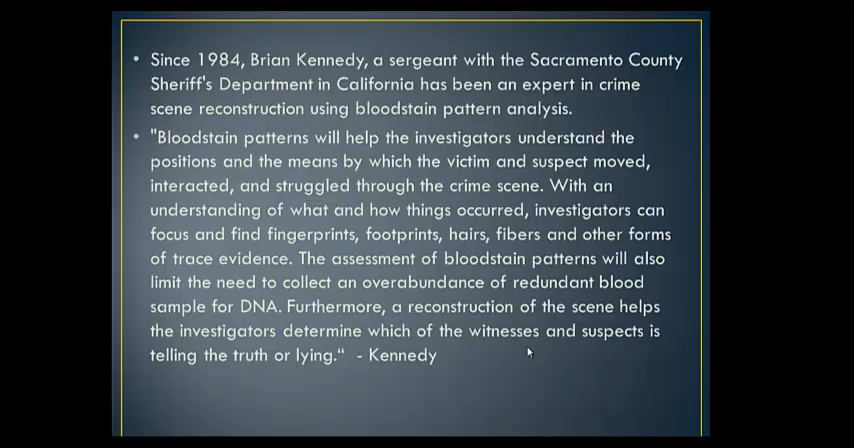 • Since 1984, Brian Kennedy, a sergeant with the Sacramento County
Sheriff's Department in California has been an expert in crime
scene reconstruction using bloodstain pattern analysis.
• "Bloodstain patterns will help the investigators understand the
positions and the means by which the victim and suspect moved,
interacted, and struggled through the crime scene. With an
understanding of what and how things occurred, investigators can
focus and find fingerprints, footprints, hairs, fibers and other forms
of trace evidence. The assessment of bloodstain patterns will also
limit the need to collect an overabundance of redundant blood
sample for DNA. Furthermore, a reconstruction of the scene helps
the investigators determine which of the witnesses and suspects is
telling the truth or lying.“ - Kennedy